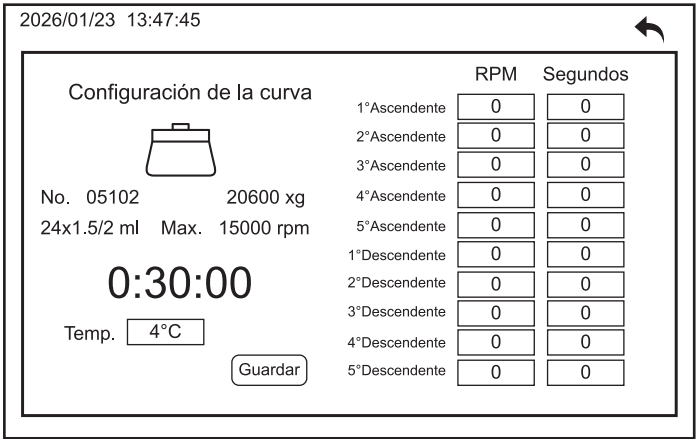 2026/01/23 13:47:45
Configuración de la curva
No. 05102 20600 xg
24x1.5/2 ml Max. 15000 rpm
0:30:00
Temp. 4°C
Guardar
RPM Segundos
1°Ascendente 0 0
2°Ascendente 0 0
3°Ascendente 0 0
4°Ascendente 0 0
5°Ascendente 0 0
1°Descendente 0 0
2°Descendente 0 0
3°Descendente 0 0
4°Descendente 0 0
5°Descendente 0 0